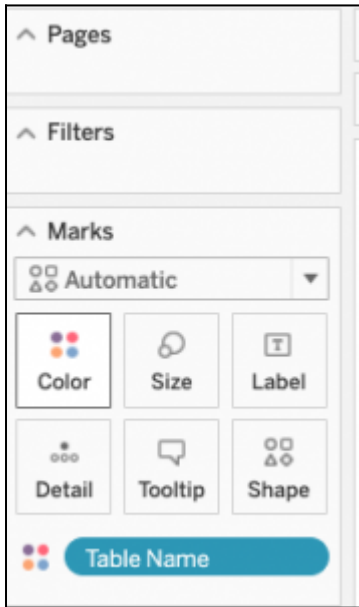 Pages
Filters
Marks
Automatic
Color Size Label
Detail Tooltip Shape
Table Name